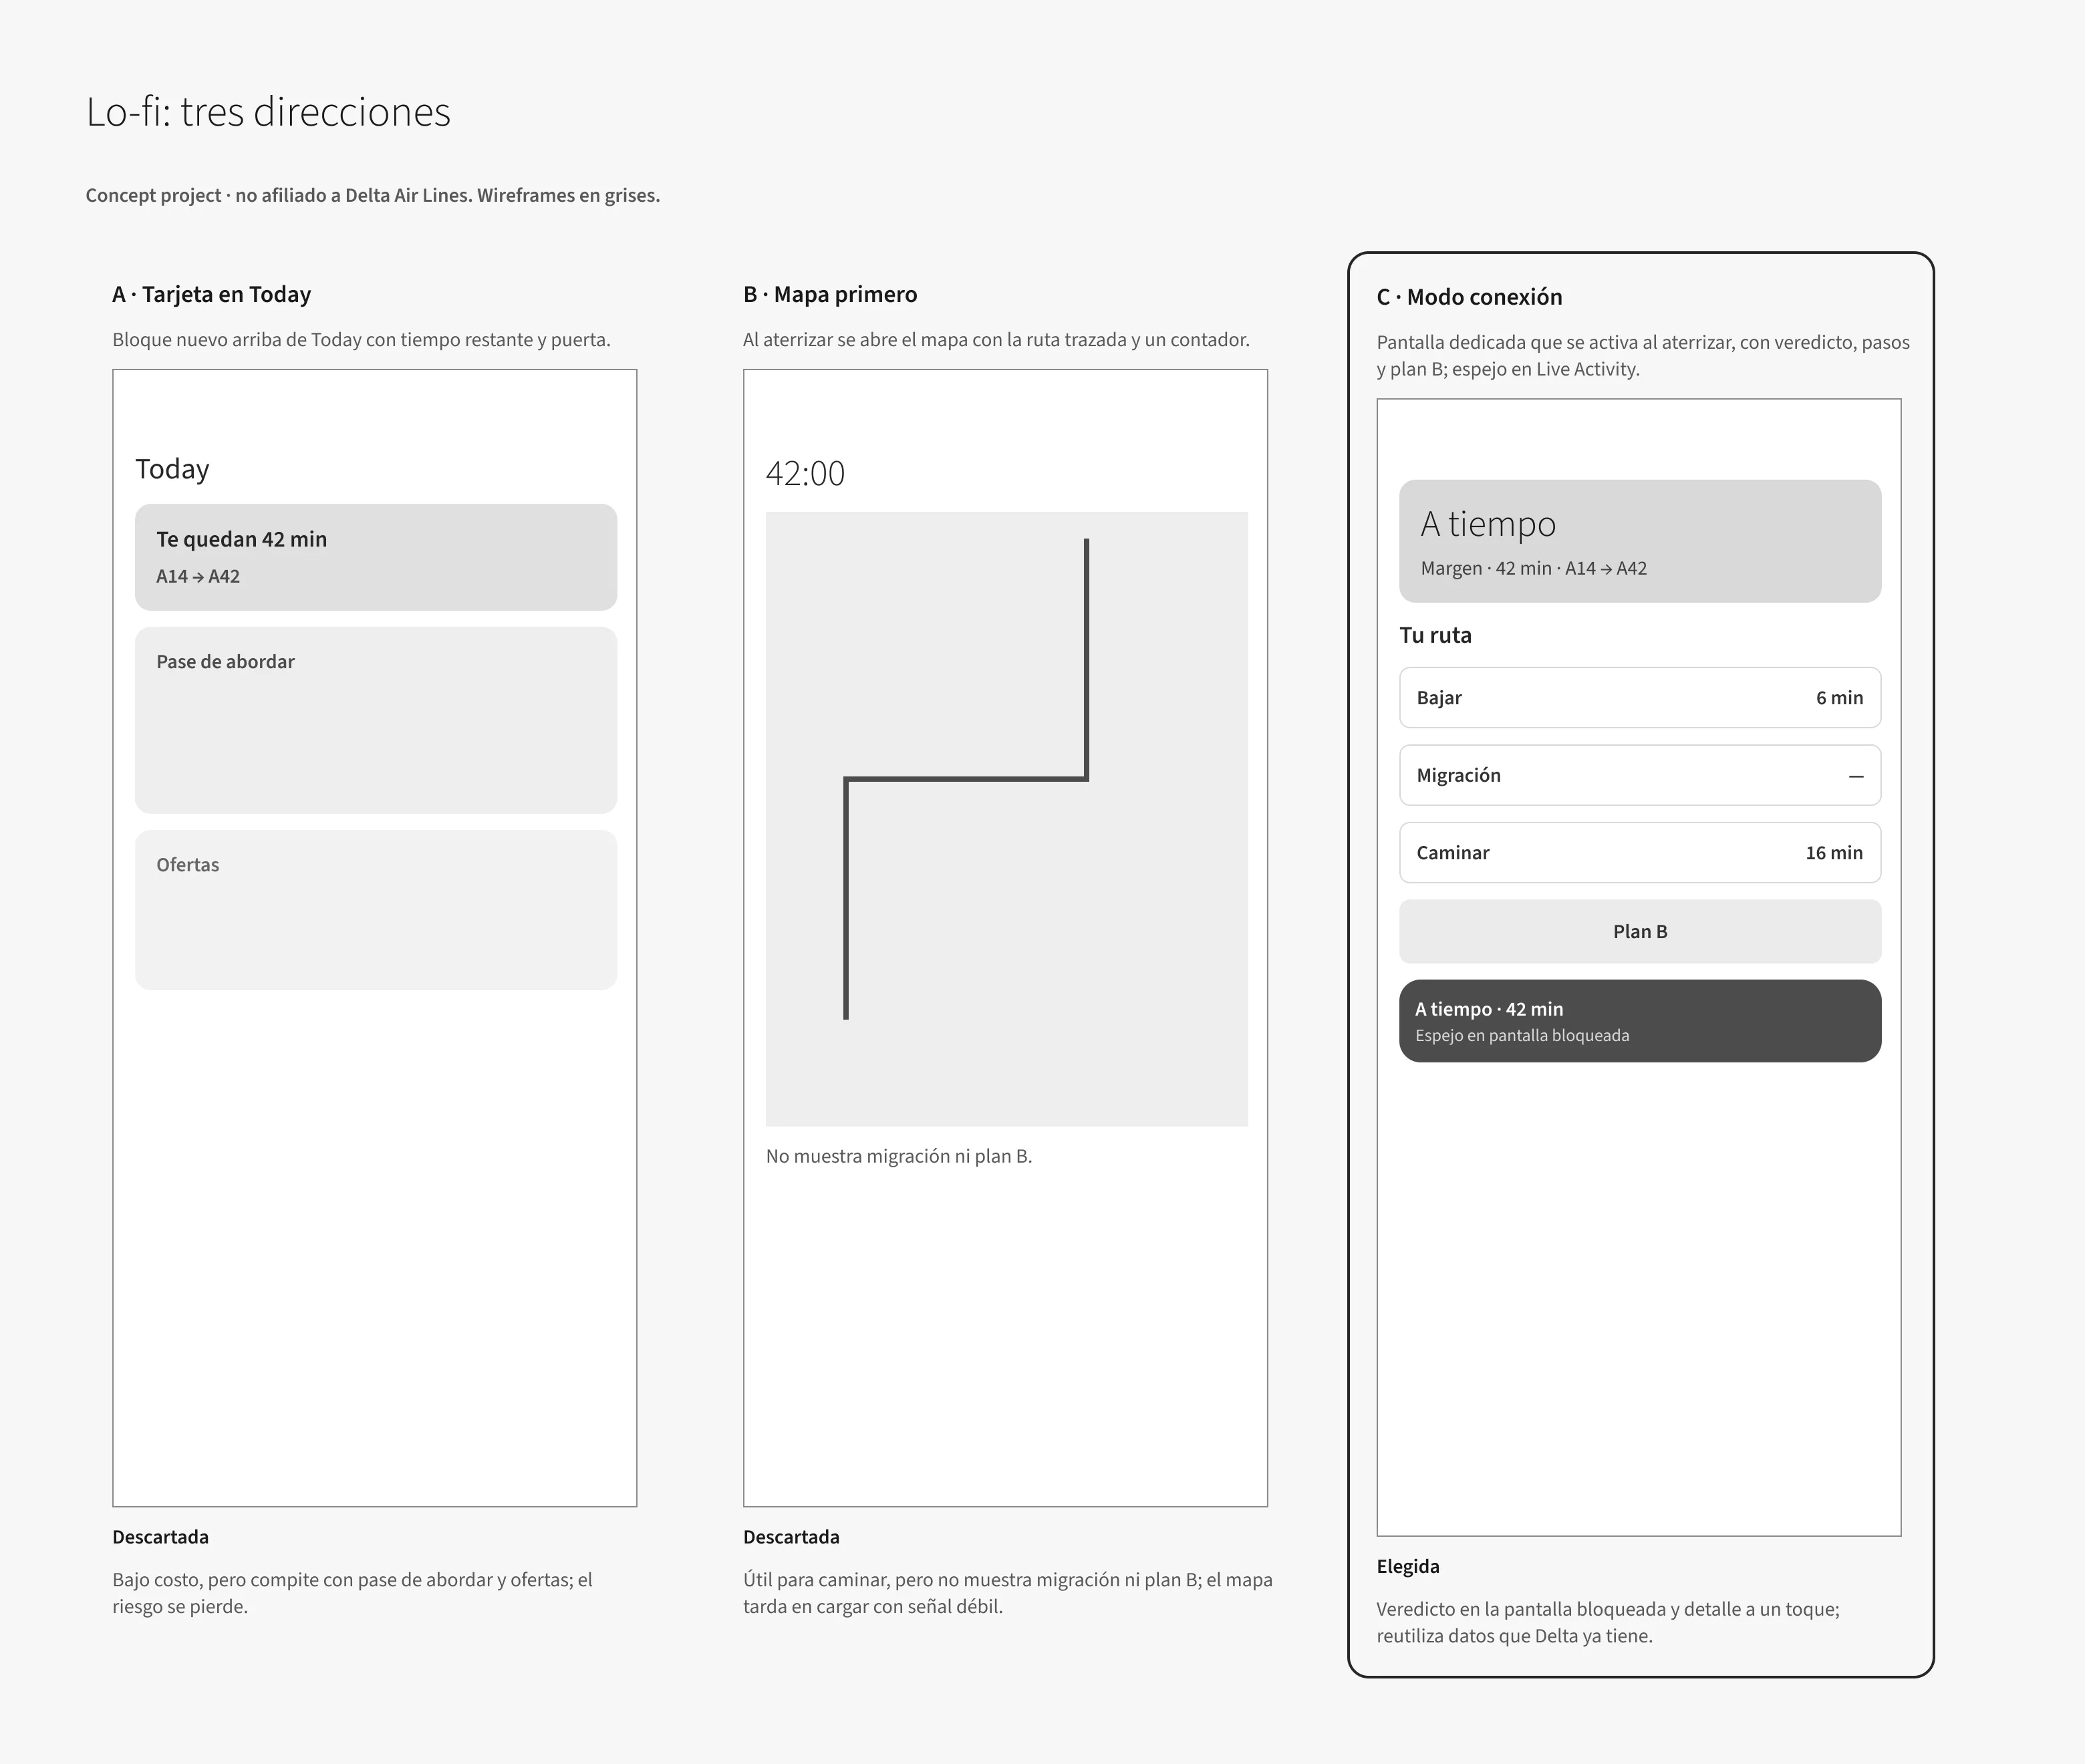 Lo-fi: tres direcciones
Concept project · no afiliado a Delta Air Lines. Wireframes en grises.
A · Tarjeta en Today
Bloque nuevo arriba de Today con tiempo restante y puerta.
Today
Te quedan 42 min
A14 → A42
Pase de abordar
Ofertas
Descartada
Bajo costo, pero compite con pase de abordar y ofertas; el
riesgo se pierde.
B · Mapa primero
Al aterrizar se abre el mapa con la ruta trazada y un contador.
42:00
No muestra migración ni plan B.
Descartada
Útil para caminar, pero no muestra migración ni plan B; el mapa
tarda en cargar con señal débil.
C · Modo conexión
Pantalla dedicada que se activa al aterrizar, con veredicto, pasos
y plan B; espejo en Live Activity.
A tiempo
Margen · 42 min · A14 → A42
Tu ruta
Bajar 6 min
Migración —
Caminar 16 min
Plan B
A tiempo · 42 min
Espejo en pantalla bloqueada
Elegida
Veredicto en la pantalla bloqueada y detalle a un toque;
reutiliza datos que Delta ya tiene.